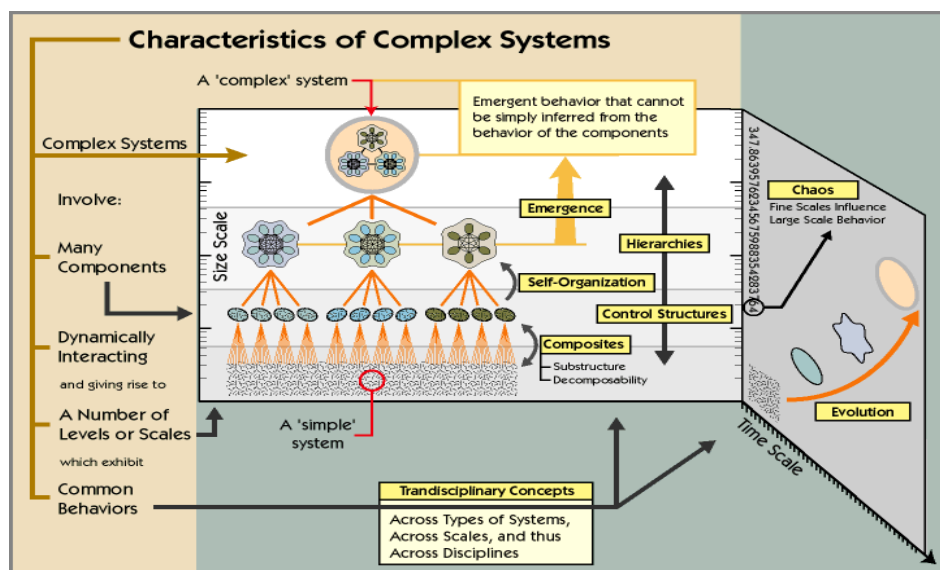 Characteristics of Complex Systems
A 'complex' system
Emergent behavior that cannot
be simply inferred from the
behavior of the components
Complex Systems
Involve:
Many
Components
Dynamically
Interacting
and giving rise to
A Number of
Levels or Scales
which exhibit
Common
Behaviors
Size Scale
Emergence
Hierarchies
Self-Organization
Control Structures
Composites
Substructure
Decomposability
A 'simple'
system
Chaos
Fine Scales Influence
Large Scale Behavior
Evolution
Time Scale
Trandisciplinary Concepts
Across Types of Systems,
Across Scales, and thus
Across Disciplines